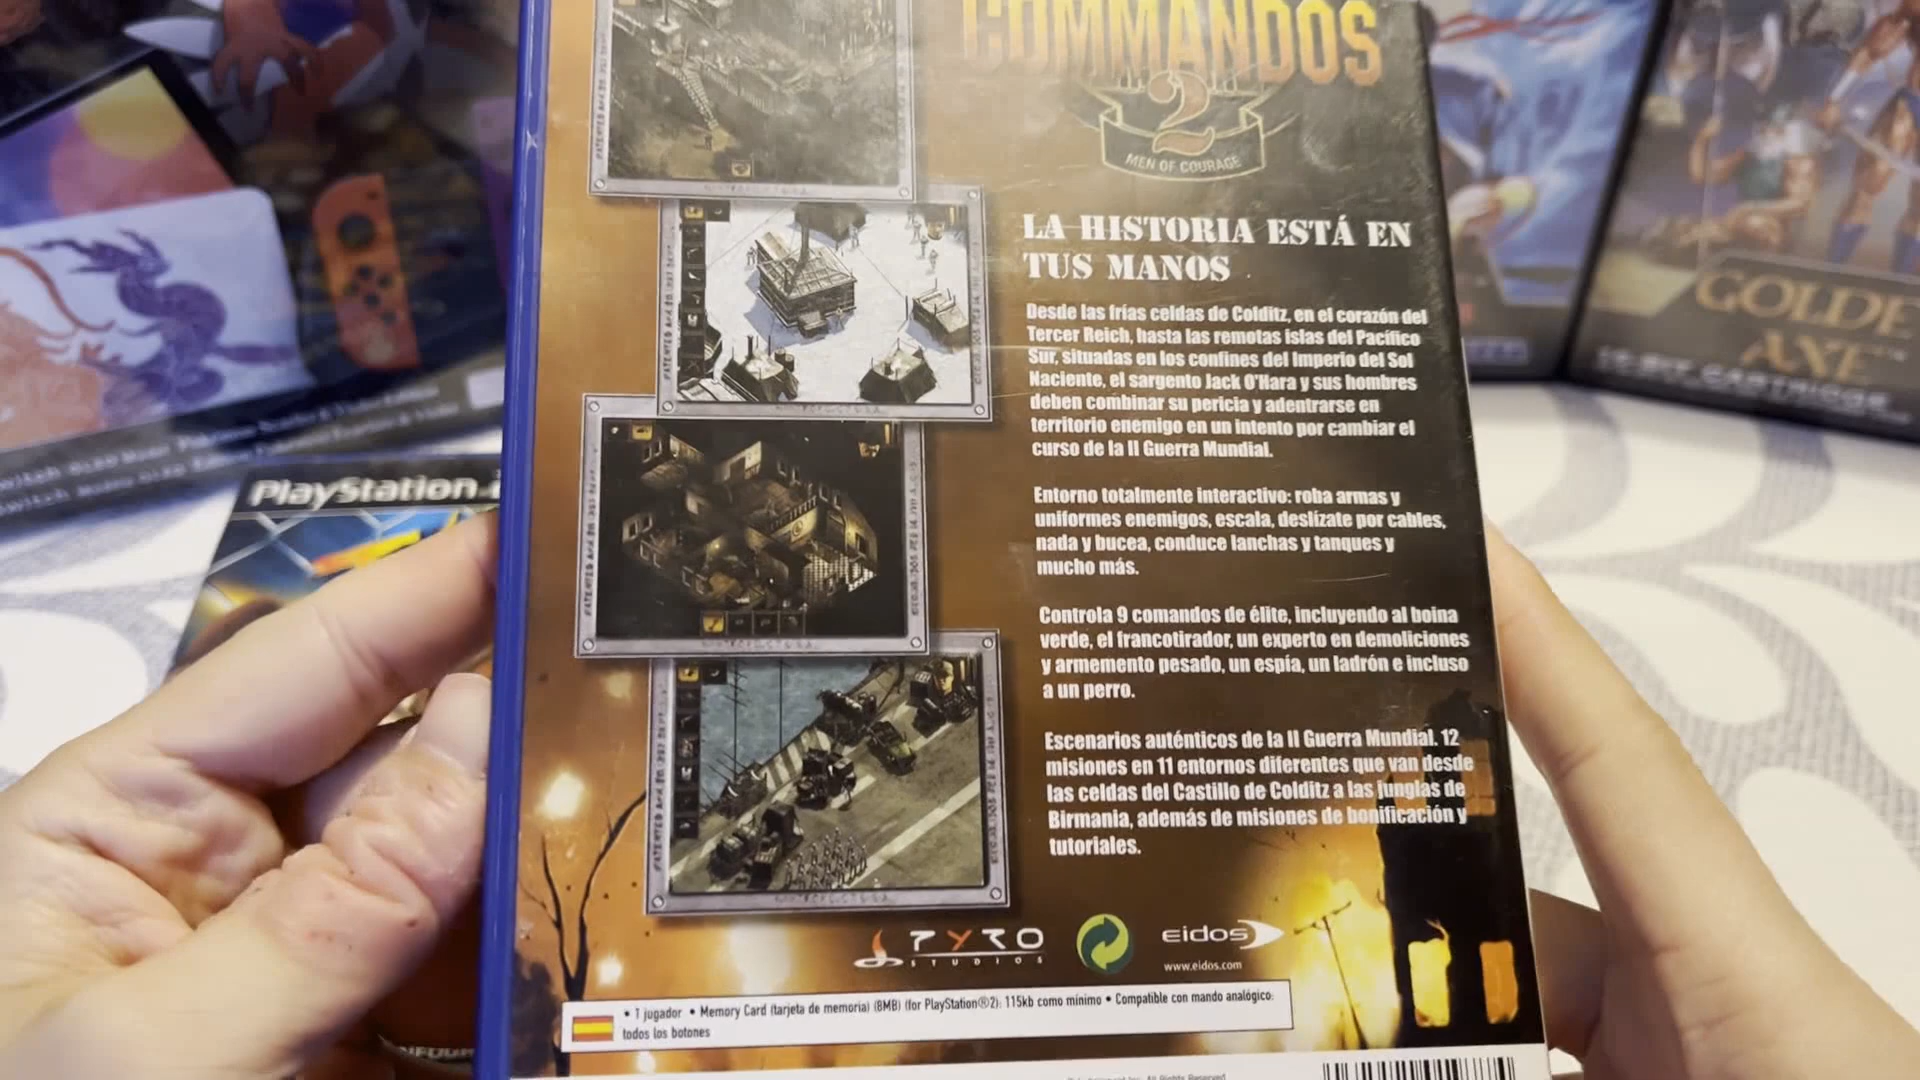 COMMANDOS
2
MEN OF COURAGE
LA HISTORIA ESTÁ EN
TUS MANOS
Desde las frías celdas de Colditz, en el corazón del
Tercer Reich, hasta las remotas islas del Pacífico
Sur, situadas en los confines del Imperio del Sol
Naciente, el sargento Jack O'Hara y sus hombres
deben combinar su pericia y adentrarse en
territorio enemigo en un intento por cambiar el
curso de la II Guerra Mundial.
Entorno totalmente interactivo: roba armas y
uniformes enemigos, escala, deslízate por cables,
nada y bucea, conduce lanchas y tanques y
mucho más.
Controla 9 comandos de élite, incluyendo al boina
verde, el francotirador, un experto en demoliciones
y armemento pesado, un espía, un ladrón e incluso
a un perro.
Escenarios auténticos de la II Guerra Mundial. 12
misiones en 11 entornos diferentes que van desde
las celdas del Castillo de Colditz a las junglas de
Birmania, además de misiones de bonificación y
tutoriales.
PYRO
STUDIOS
eidos
www.eidos.com
• 1 jugador • Memory Card (tarjeta de memoria) (8MB) (for PlayStation®2): 115kb como mínimo • Compatible con mando analógico:
todos los botones
PlayStation
GOLDE
AXE